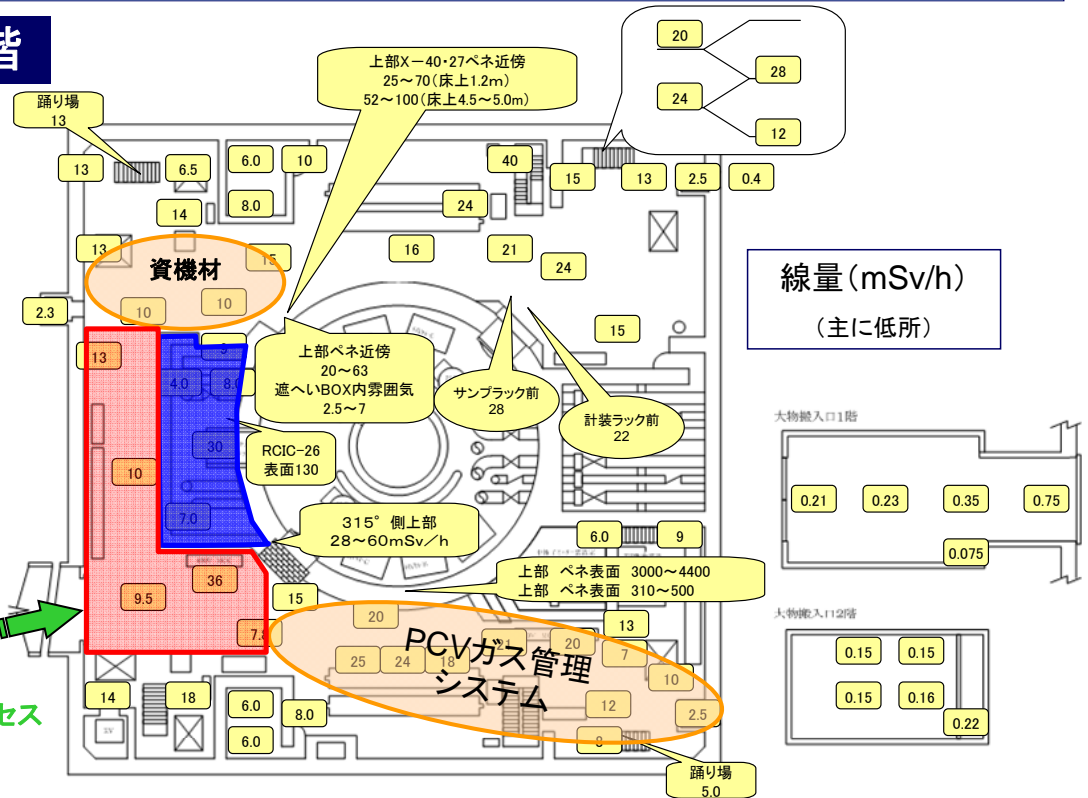 階
上部X－40・27ペネ近傍
25～70(床上1.2m)
52～100(床上4.5～5.0m)
20
28
24
12
踊り場
13
13
6.5
6.0
10
40
15
13
2.5
0.4
8.0
24
14
13
15
16
21
24
資機材
10
10
2.3
15
線量(mSv/h)
(主に低所)
13
4.0
8.0
上部ペネ近傍
20～63
遮へいBOX内雰囲気
2.5～7
サンプラック前
28
計装ラック前
22
30
RCIC-26
表面130
10
7.0
大物搬入口1階
0.21
0.23
0.35
0.75
0.075
315° 側上部
28～60mSv／h
6.0
9
36
上部 ペネ表面 3000～4400
上部 ペネ表面 310～500
9.5
15
7.8
20
13
大物搬入口2階
0.15
0.15
0.15
0.16
0.22
PCVガス管理
システム
21
20
7
25
24
18
10
12
2.5
8
14
18
6.0
8.0
6.0
セス
踊り場
5.0